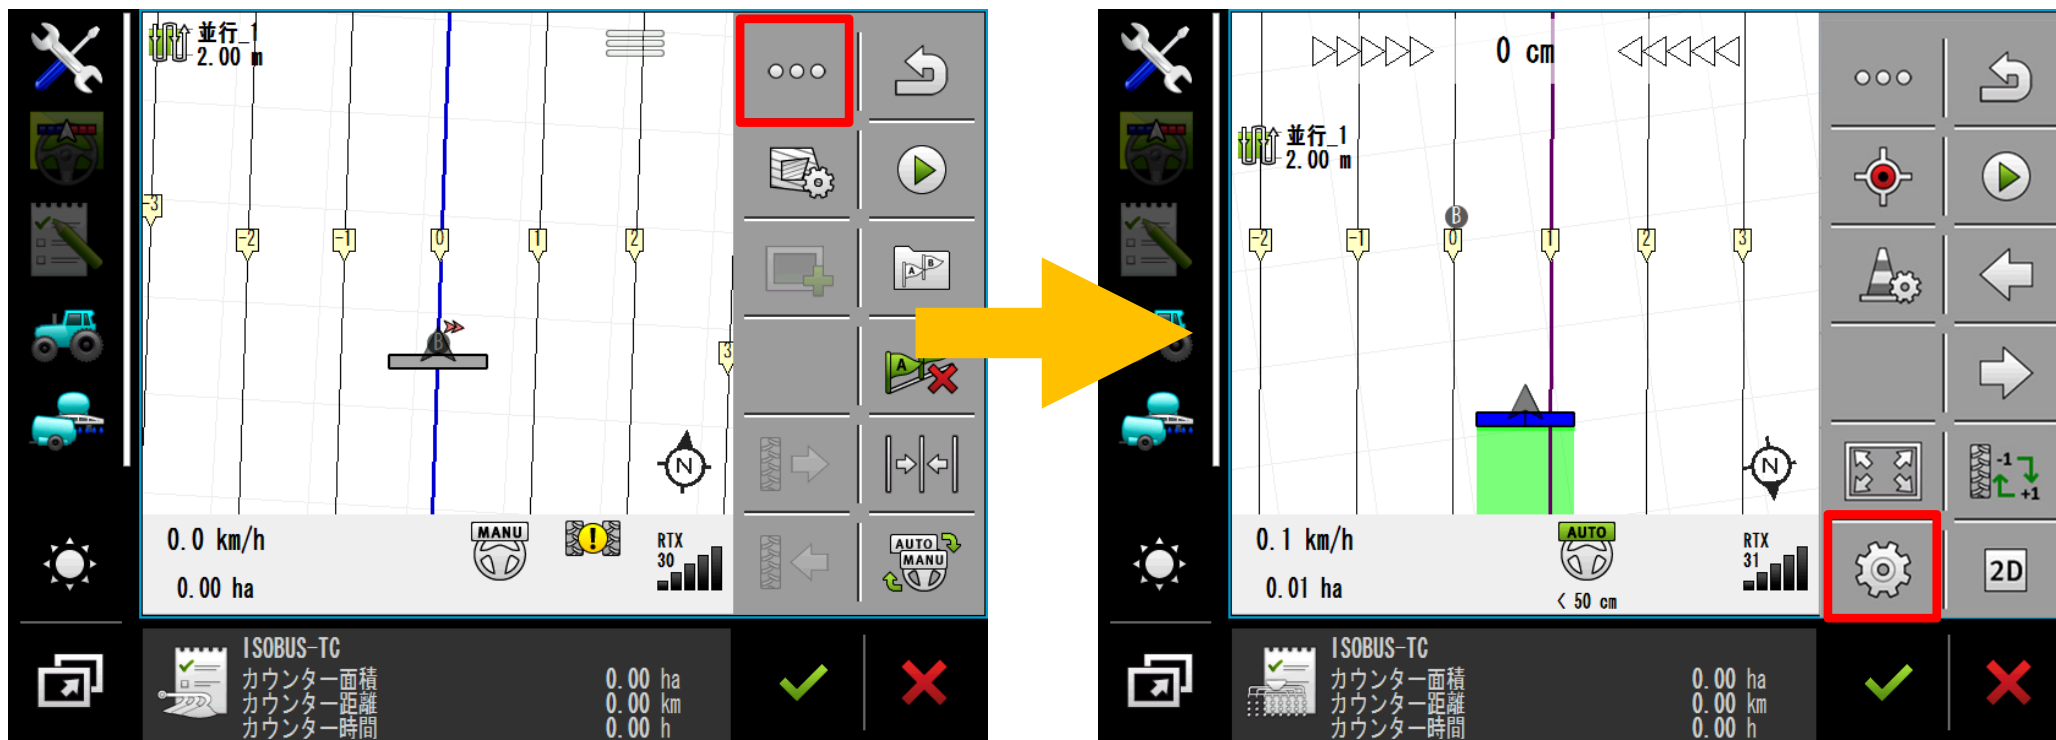 並行_1
2.00 m
-3
-2
-1
0
1
2
3
B
N
A B
A
0.0 km/h
0.00 ha
MANU
!
RTX
30
AUTO
MANU
ISOBUS-TC
カウンター面積 0.00 ha
カウンター距離 0.00 km
カウンター時間 0.00 h
0 cm
並行_1
2.00 m
B
-2
-1
0
1
2
3
N
-1
+1
0.1 km/h
0.01 ha
AUTO
< 50 cm
RTX
31
2D
ISOBUS-TC
カウンター面積 0.00 ha
カウンター距離 0.00 km
カウンター時間 0.00 h